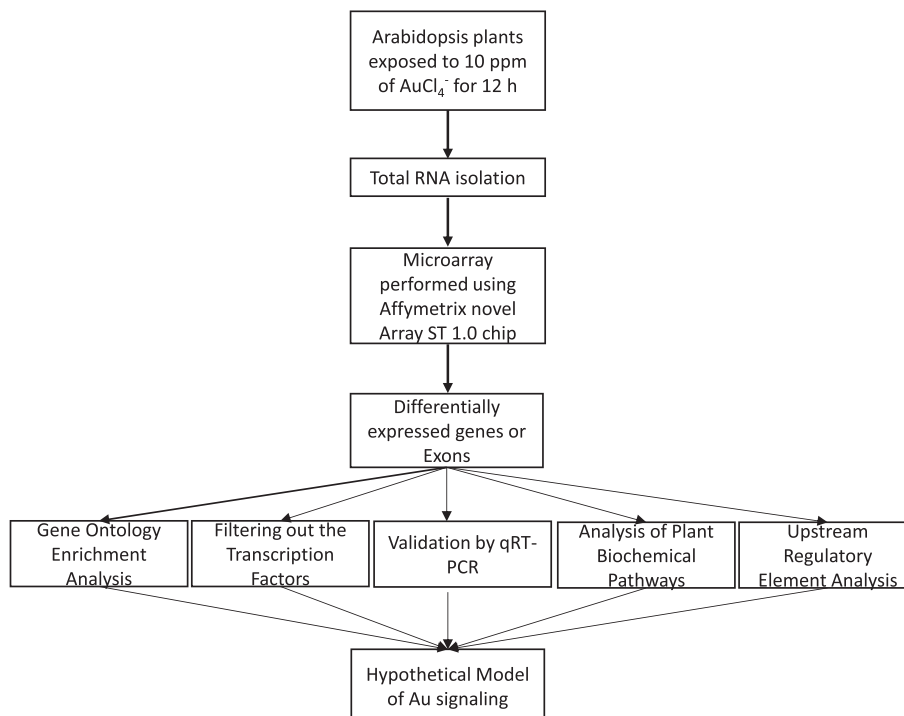 Arabidopsis plants
exposed to 10 ppm
of AuCl₄⁻ for 12 h
Total RNA isolation
Microarray
performed using
Affymetrix novel
Array ST 1.0 chip
Differentially
expressed genes or
Exons
Gene Ontology
Enrichment
Analysis
Filtering out the
Transcription
Factors
Validation by qRT-
PCR
Analysis of Plant
Biochemical
Pathways
Upstream
Regulatory
Element Analysis
Hypothetical Model
of Au signaling